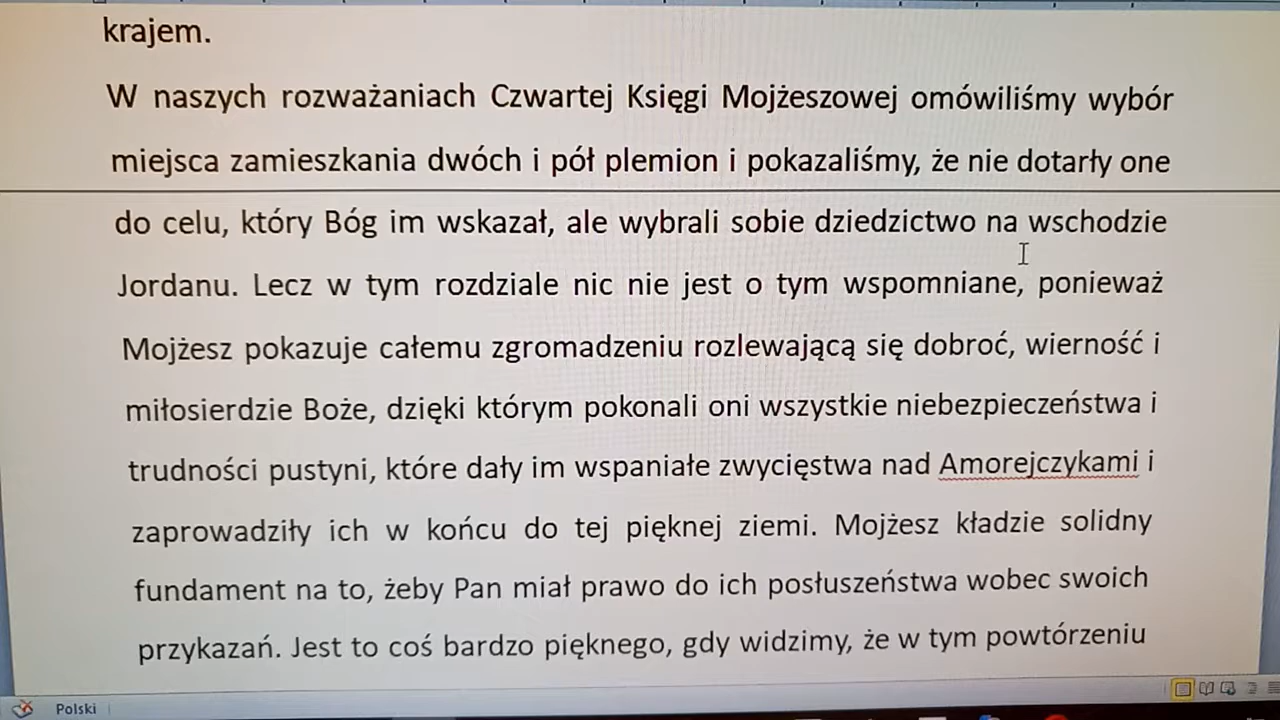 krajem.
W naszych rozważaniach Czwartej Księgi Mojżeszowej omówiliśmy wybór
miejsca zamieszkania dwóch i pół plemion i pokazaliśmy, że nie dotarły one
do celu, który Bóg im wskazał, ale wybrali sobie dziedzictwo na wschodzie
Jordanu. Lecz w tym rozdziale nic nie jest o tym wspomniane, ponieważ
Mojżesz pokazuje całemu zgromadzeniu rozlewającą się dobroć, wierność i
miłosierdzie Boże, dzięki którym pokonali oni wszystkie niebezpieczeństwa i
trudności pustyni, które dały im wspaniałe zwycięstwa nad Amorejczykami i
zaprowadziły ich w końcu do tej pięknej ziemi. Mojżesz kładzie solidny
fundament na to, żeby Pan miał prawo do ich posłuszeństwa wobec swoich
przykazań. Jest to coś bardzo pięknego, gdy widzimy, że w tym powtórzeniu
Polski